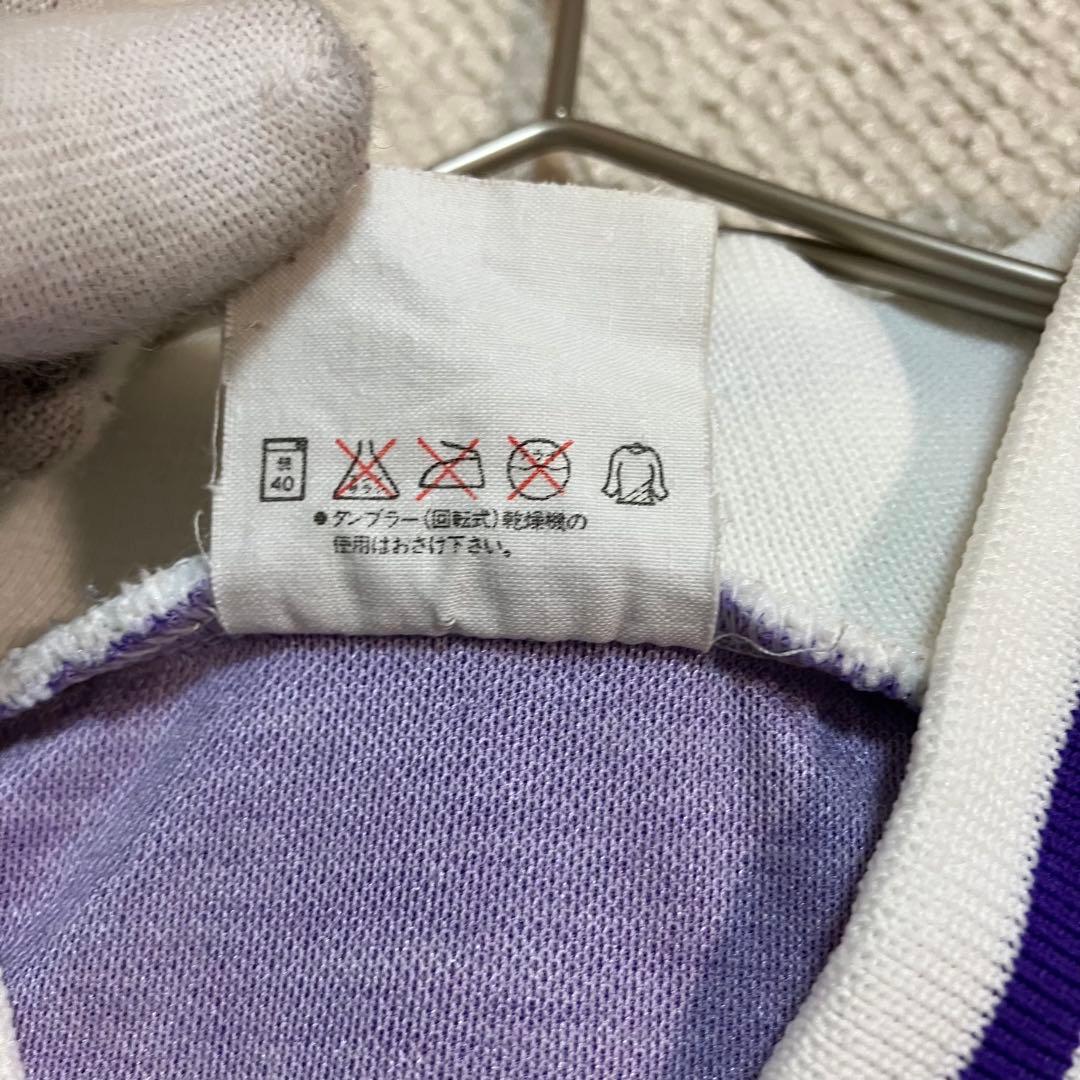 弱
40
●タンブラー(回転式)乾燥機の
使用はおさけ下さい。